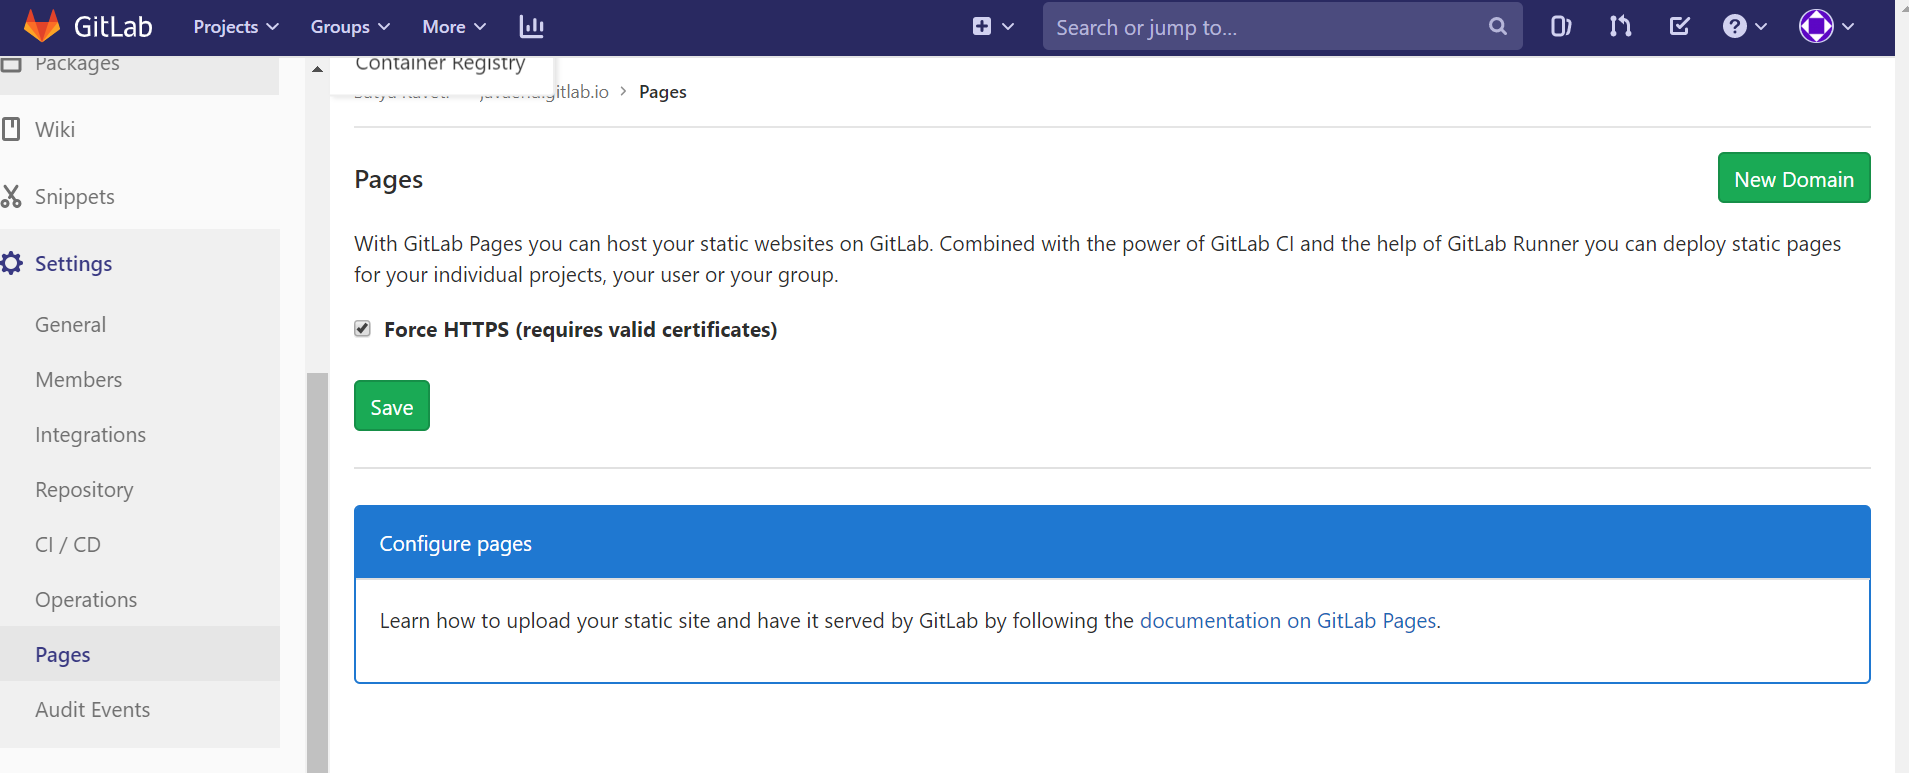 GitLab Projects Groups More Search or jump to...
Packages
Container Registry
gitlab.io Pages
Wiki
Snippets
Settings
General
Members
Integrations
Repository
CI / CD
Operations
Pages
Audit Events
Pages
New Domain
With GitLab Pages you can host your static websites on GitLab. Combined with the power of GitLab CI and the help of GitLab Runner you can deploy static pages
for your individual projects, your user or your group.
Force HTTPS (requires valid certificates)
Save
Configure pages
Learn how to upload your static site and have it served by GitLab by following the documentation on GitLab Pages.